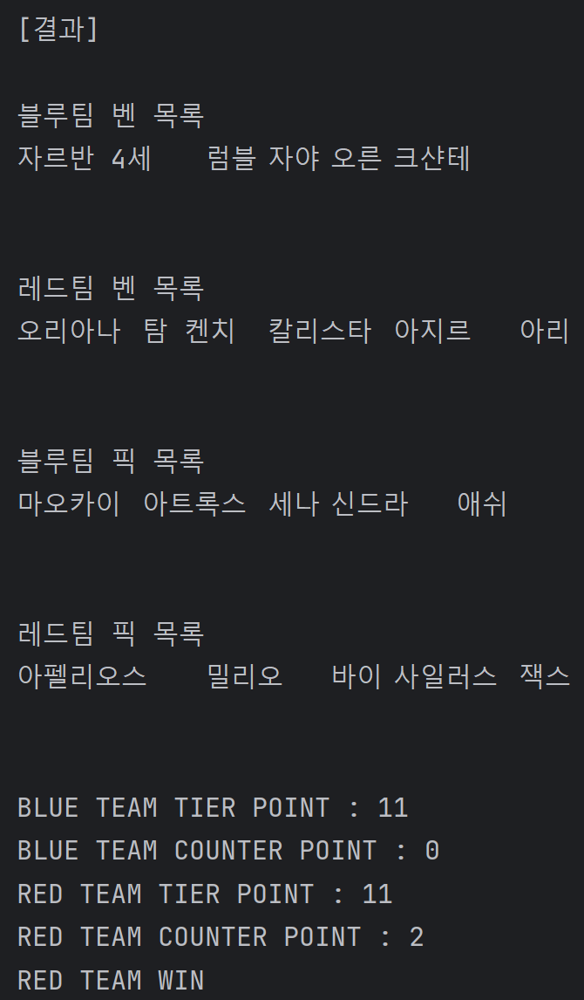 [결과]
블루팀 벤 목록
자르반 4세 럼블 자야 오른 크샨테
레드팀 벤 목록
오리아나 탐 켄치 칼리스타 아지르 아리
블루팀 픽 목록
마오카이 아트록스 세나 신드라 애쉬
레드팀 픽 목록
아펠리오스 밀리오 바이 사일러스 잭스
BLUE TEAM TIER POINT : 11
BLUE TEAM COUNTER POINT : 0
RED TEAM TIER POINT : 11
RED TEAM COUNTER POINT : 2
RED TEAM WIN